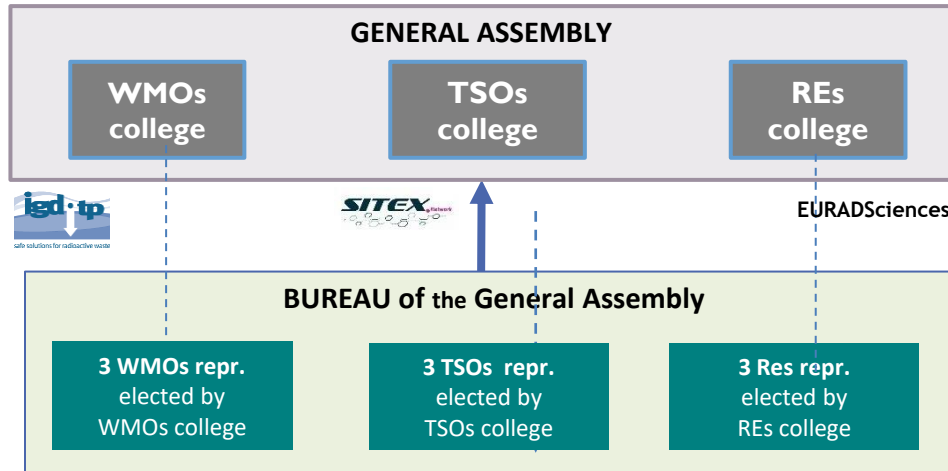 GENERAL ASSEMBLY
WMOs
college
TSOs
college
REs
college
igd·tp
safe solutions for radioactive waste
SITEX
EURADSciences
BUREAU of the General Assembly
3 WMOs repr.
elected by
WMOs college
3 TSOs repr.
elected by
TSOs college
3 Res repr.
elected by
REs college